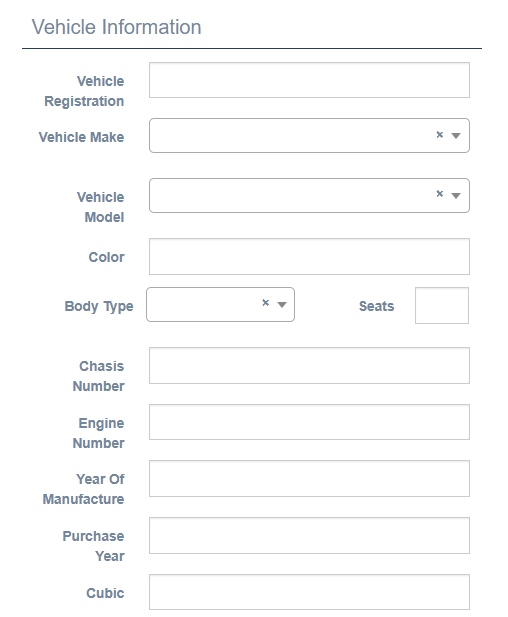 Vehicle Information
Vehicle
Registration
Vehicle Make
Vehicle
Model
Color
Body Type
Seats
Chasis
Number
Engine
Number
Year Of
Manufacture
Purchase
Year
Cubic